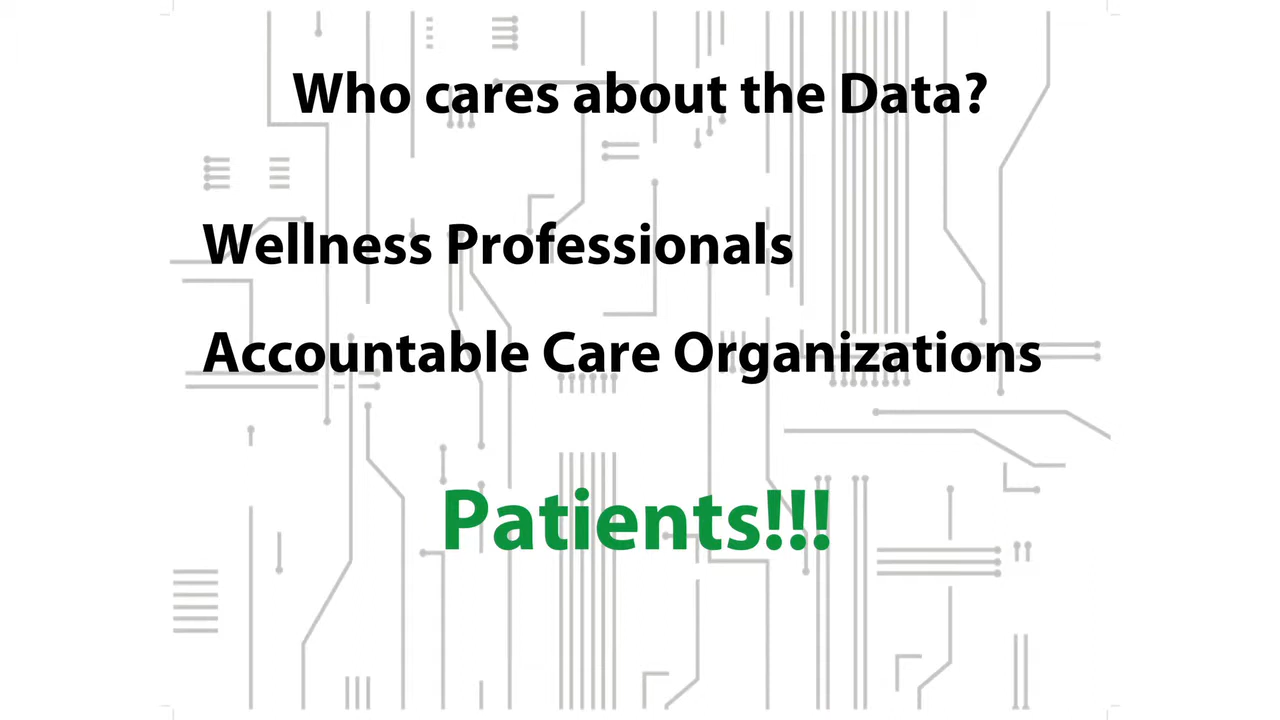 Who cares about the Data?
Wellness Professionals
Accountable Care Organizations
Patients!!!